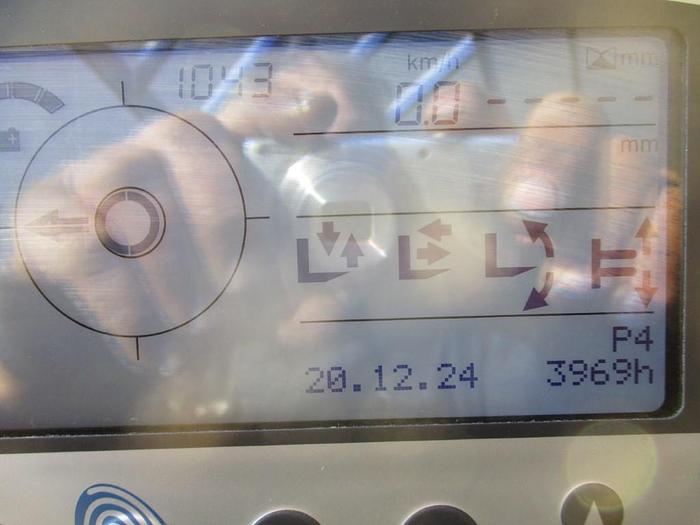 1043
km/h
mm
0.0 -----
mm
P4
20.12.24 3969h